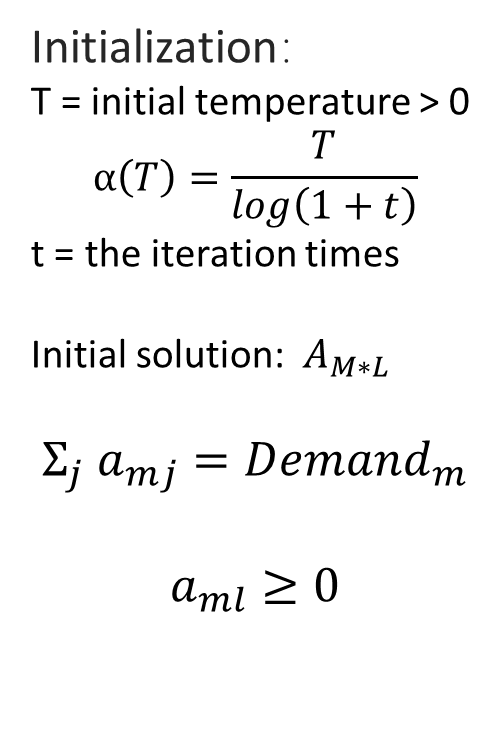 Initialization：
T = initial temperature > 0
α(T) = T / log(1 + t)
t = the iteration times
Initial solution: A_{M*L}
Σ_j a_{mj} = Demand_m
a_{ml} ≥ 0